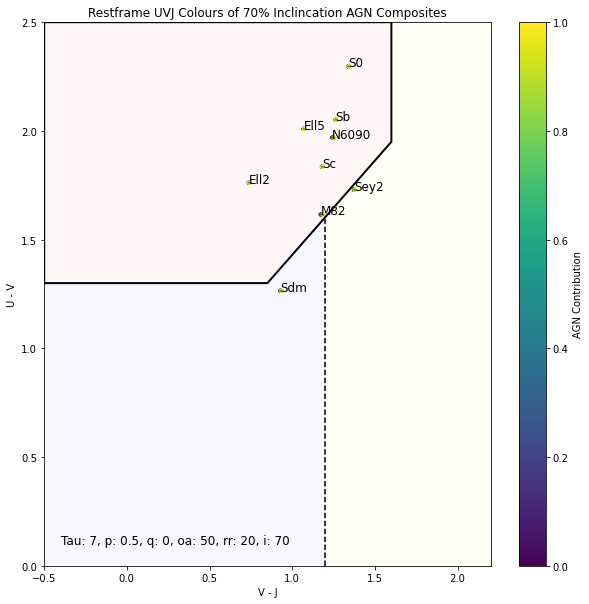 Restframe UVJ Colours of 70% Inclincation AGN Composites
2.5
2.0
1.5
1.0
0.5
0.0
U - V
S0
Sb
Ell5
N6090
Sc
Ell2
Sey2
M82
Sdm
Tau: 7, p: 0.5, q: 0, oa: 50, rr: 20, i: 70
−0.5 0.0 0.5 1.0 1.5 2.0
V - J
1.0
0.8
0.6
0.4
0.2
0.0
AGN Contribution